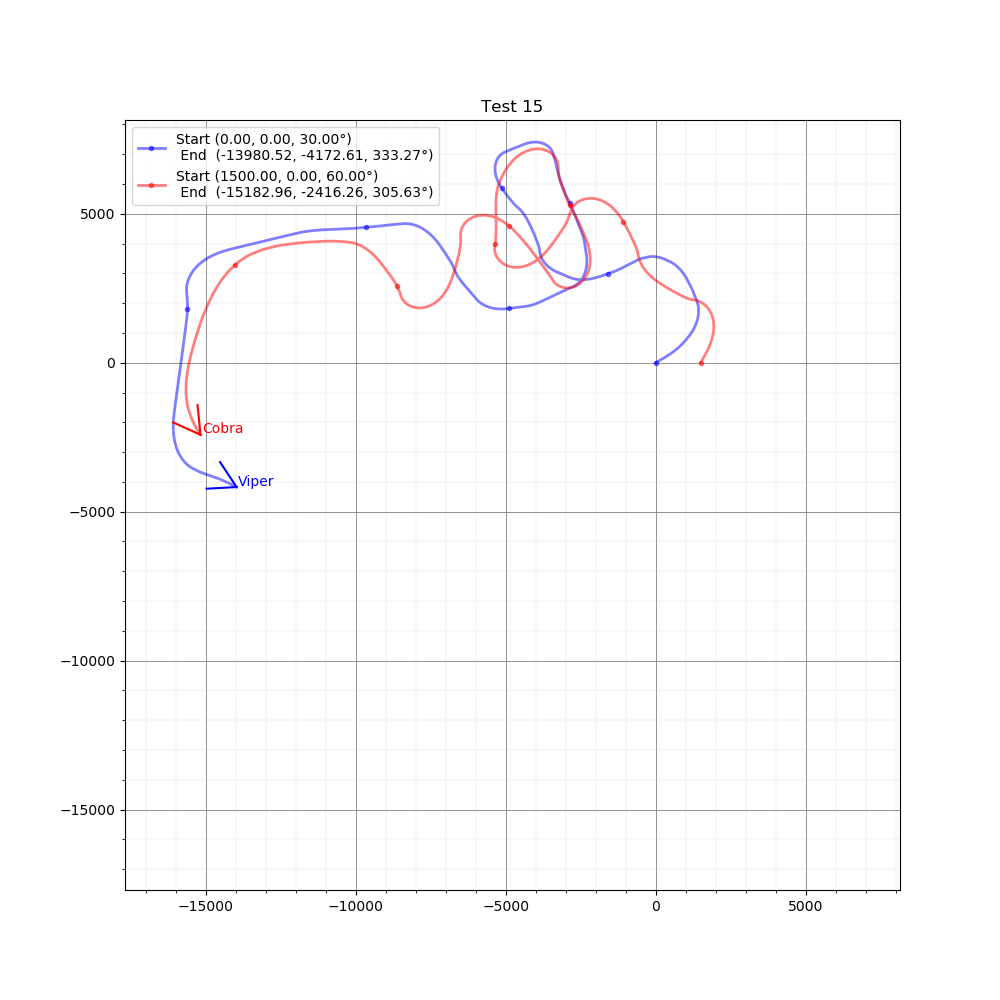 Test 15
Start (0.00, 0.00, 30.00°)
End  (-13980.52, -4172.61, 333.27°)
Start (1500.00, 0.00, 60.00°)
End  (-15182.96, -2416.26, 305.63°)
5000
0
−5000
−10000
−15000
Cobra
Viper
−15000
−10000
−5000
0
5000